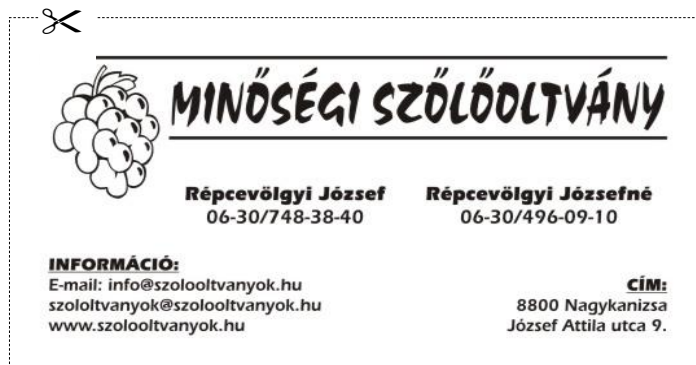 MINŐSÉGI SZŐLŐOLTVÁNY
Répcevölgyi József
06-30/748-38-40
Répcevölgyi Józsefné
06-30/496-09-10
INFORMÁCIÓ:
E-mail: info@szolooltvanyok.hu
szololtvanyok@szolooltvanyok.hu
www.szolooltvanyok.hu
CÍM:
8800 Nagykanizsa
József Attila utca 9.